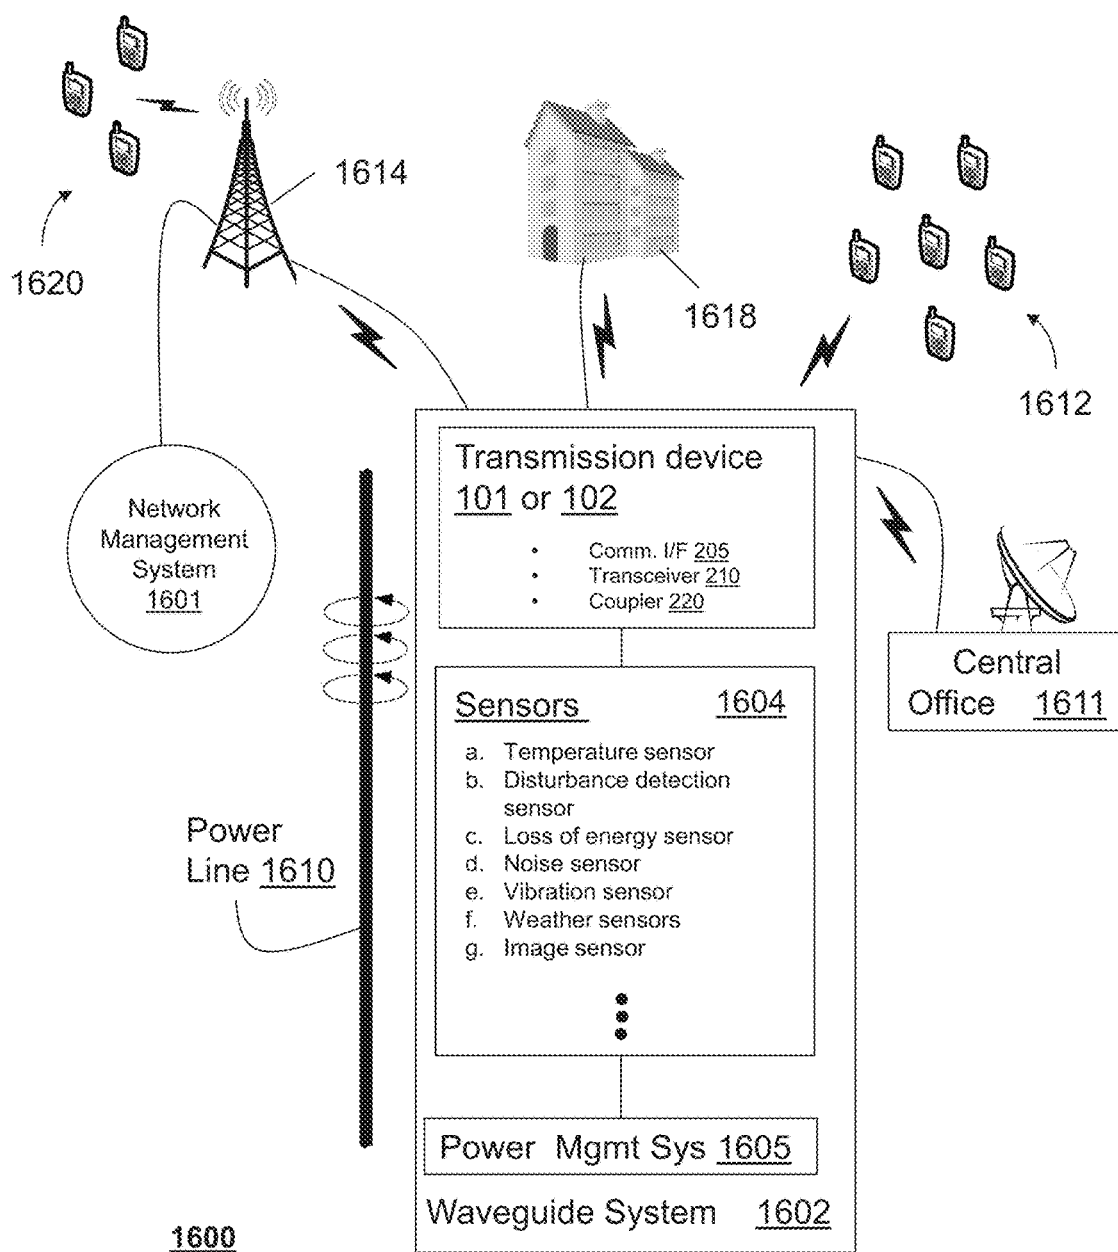 1614
1620
1618
1612
Network
Management
System
1601
Transmission device
101 or 102
• Comm. I/F 205
• Transceiver 210
• Coupler 220
Central
Office 1611
Sensors 1604
a. Temperature sensor
b. Disturbance detection
sensor
c. Loss of energy sensor
d. Noise sensor
e. Vibration sensor
f. Weather sensors
g. Image sensor
Power
Line 1610
Power Mgmt Sys 1605
Waveguide System 1602
1600